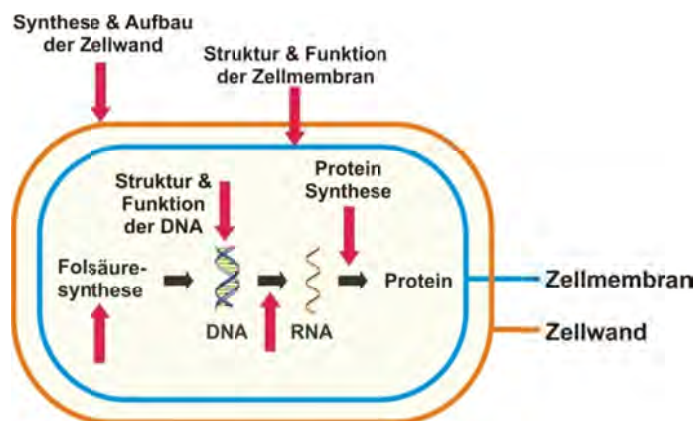 Synthese & Aufbau
der Zellwand
Struktur & Funktion
der Zellmembran
Struktur &
Funktion
der DNA
Protein
Synthese
Folsäure-
synthese
DNA
RNA
Protein
Zellmembran
Zellwand